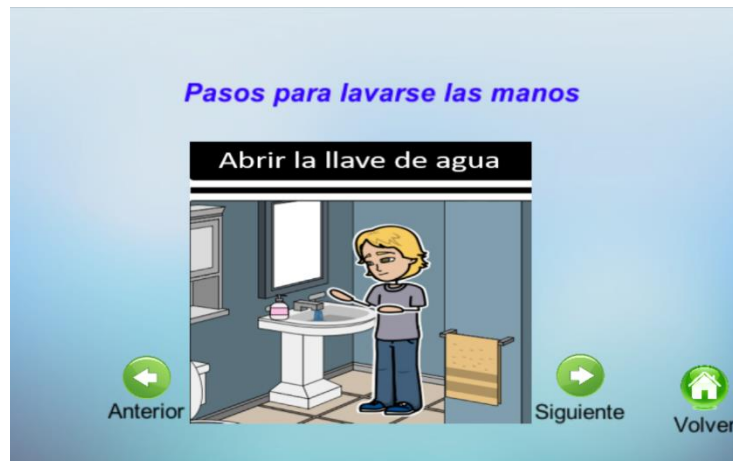 Pasos para lavarse las manos
Abrir la llave de agua
Anterior
Siguiente
Volver